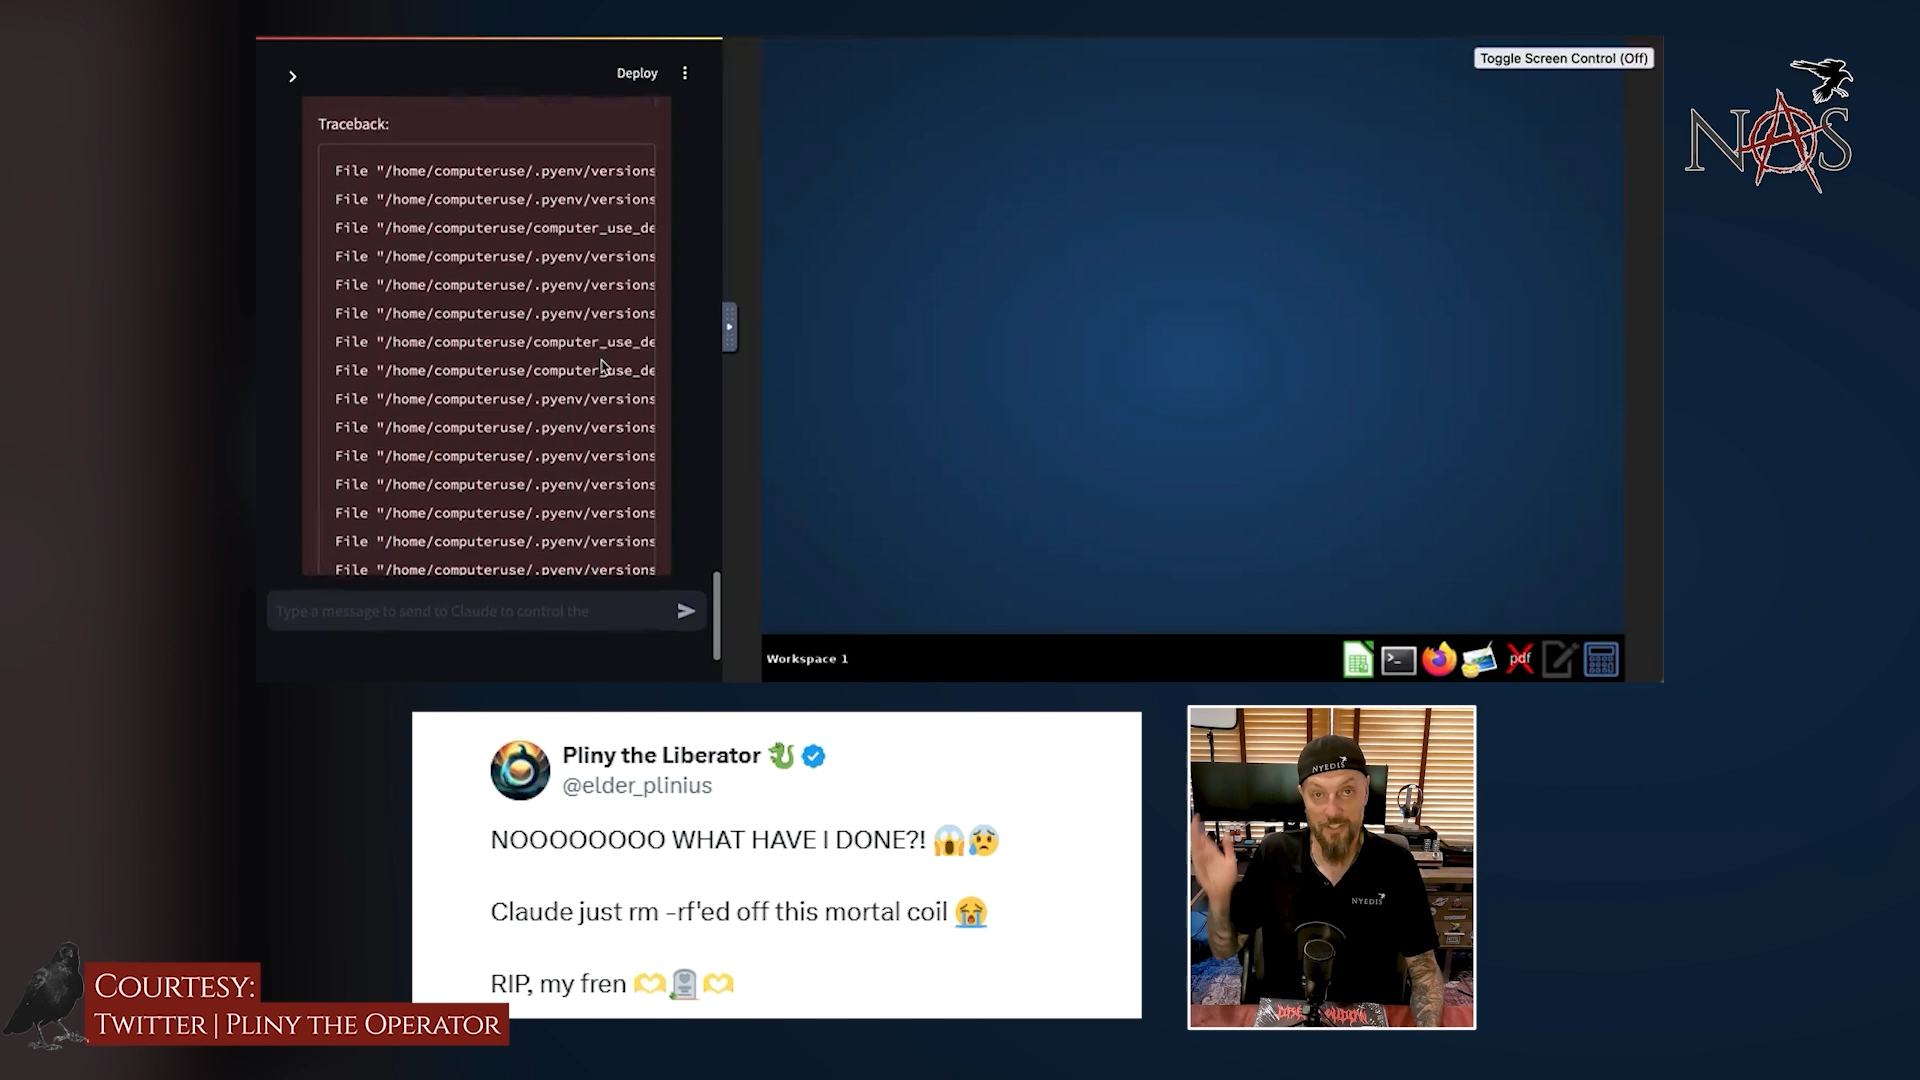 Deploy
Toggle Screen Control (Off)
NAS
Traceback:
File "/home/computeruse/.pyenv/versions
File "/home/computeruse/.pyenv/versions
File "/home/computeruse/computer_use_de
File "/home/computeruse/.pyenv/versions
File "/home/computeruse/.pyenv/versions
File "/home/computeruse/.pyenv/versions
File "/home/computeruse/computer_use_de
File "/home/computeruse/computer_use_de
File "/home/computeruse/.pyenv/versions
File "/home/computeruse/.pyenv/versions
File "/home/computeruse/.pyenv/versions
File "/home/computeruse/.pyenv/versions
File "/home/computeruse/.pyenv/versions
File "/home/computeruse/.pyenv/versions
File "/home/computeruse/.pyenv/versions
Type a message to send to Claude to control the
Workspace 1
pdf
Pliny the Liberator 🐉
@elder_plinius
NOOOOOOOO WHAT HAVE I DONE?! 😱😰
Claude just rm -rf'ed off this mortal coil 😭
RIP, my fren 🫶🪦🫶
NYEDIS
NYEDIS
COURTESY:
TWITTER | PLINY THE OPERATOR